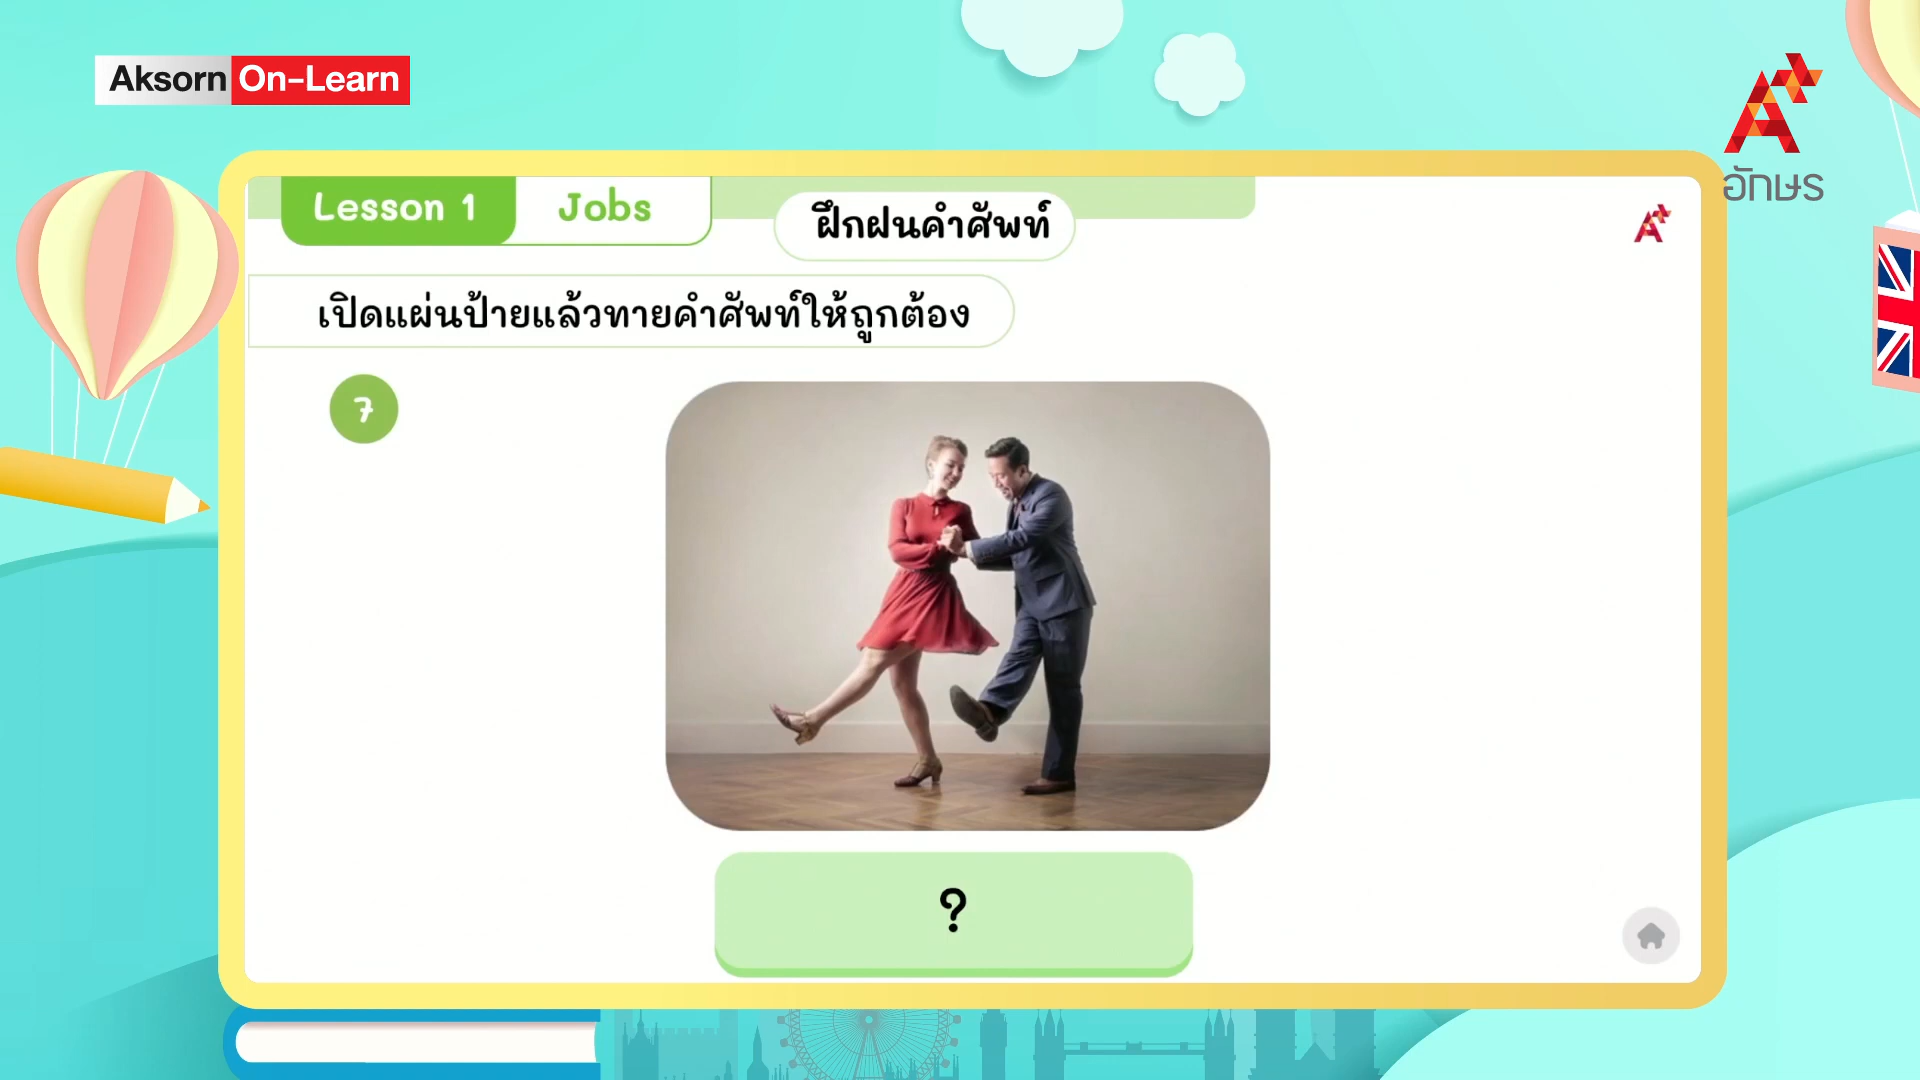 Aksorn On-Learn
อักษร
Lesson 1 Jobs
ฝึกฝนคำศัพท์
เปิดแผ่นป้ายแล้วทายคำศัพท์ให้ถูกต้อง
7
?